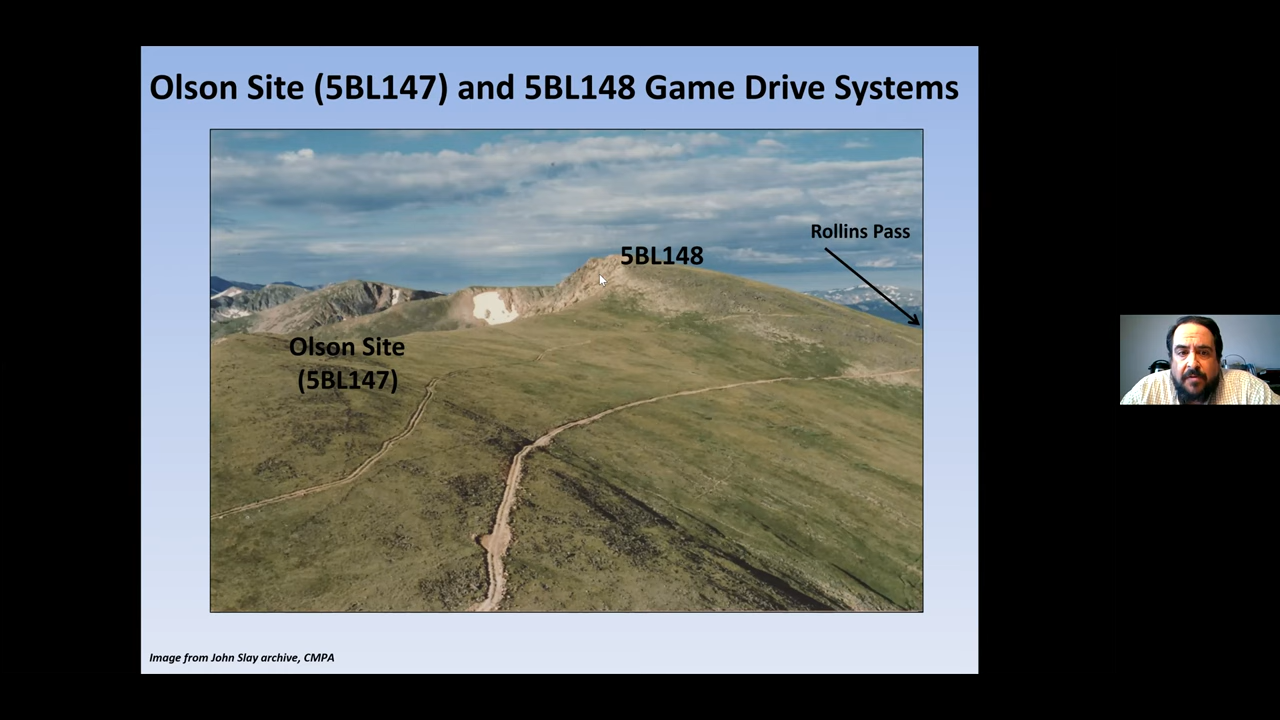 Olson Site (5BL147) and 5BL148 Game Drive Systems
Rollins Pass
5BL148
Olson Site
(5BL147)
Image from John Slay archive, CMPA